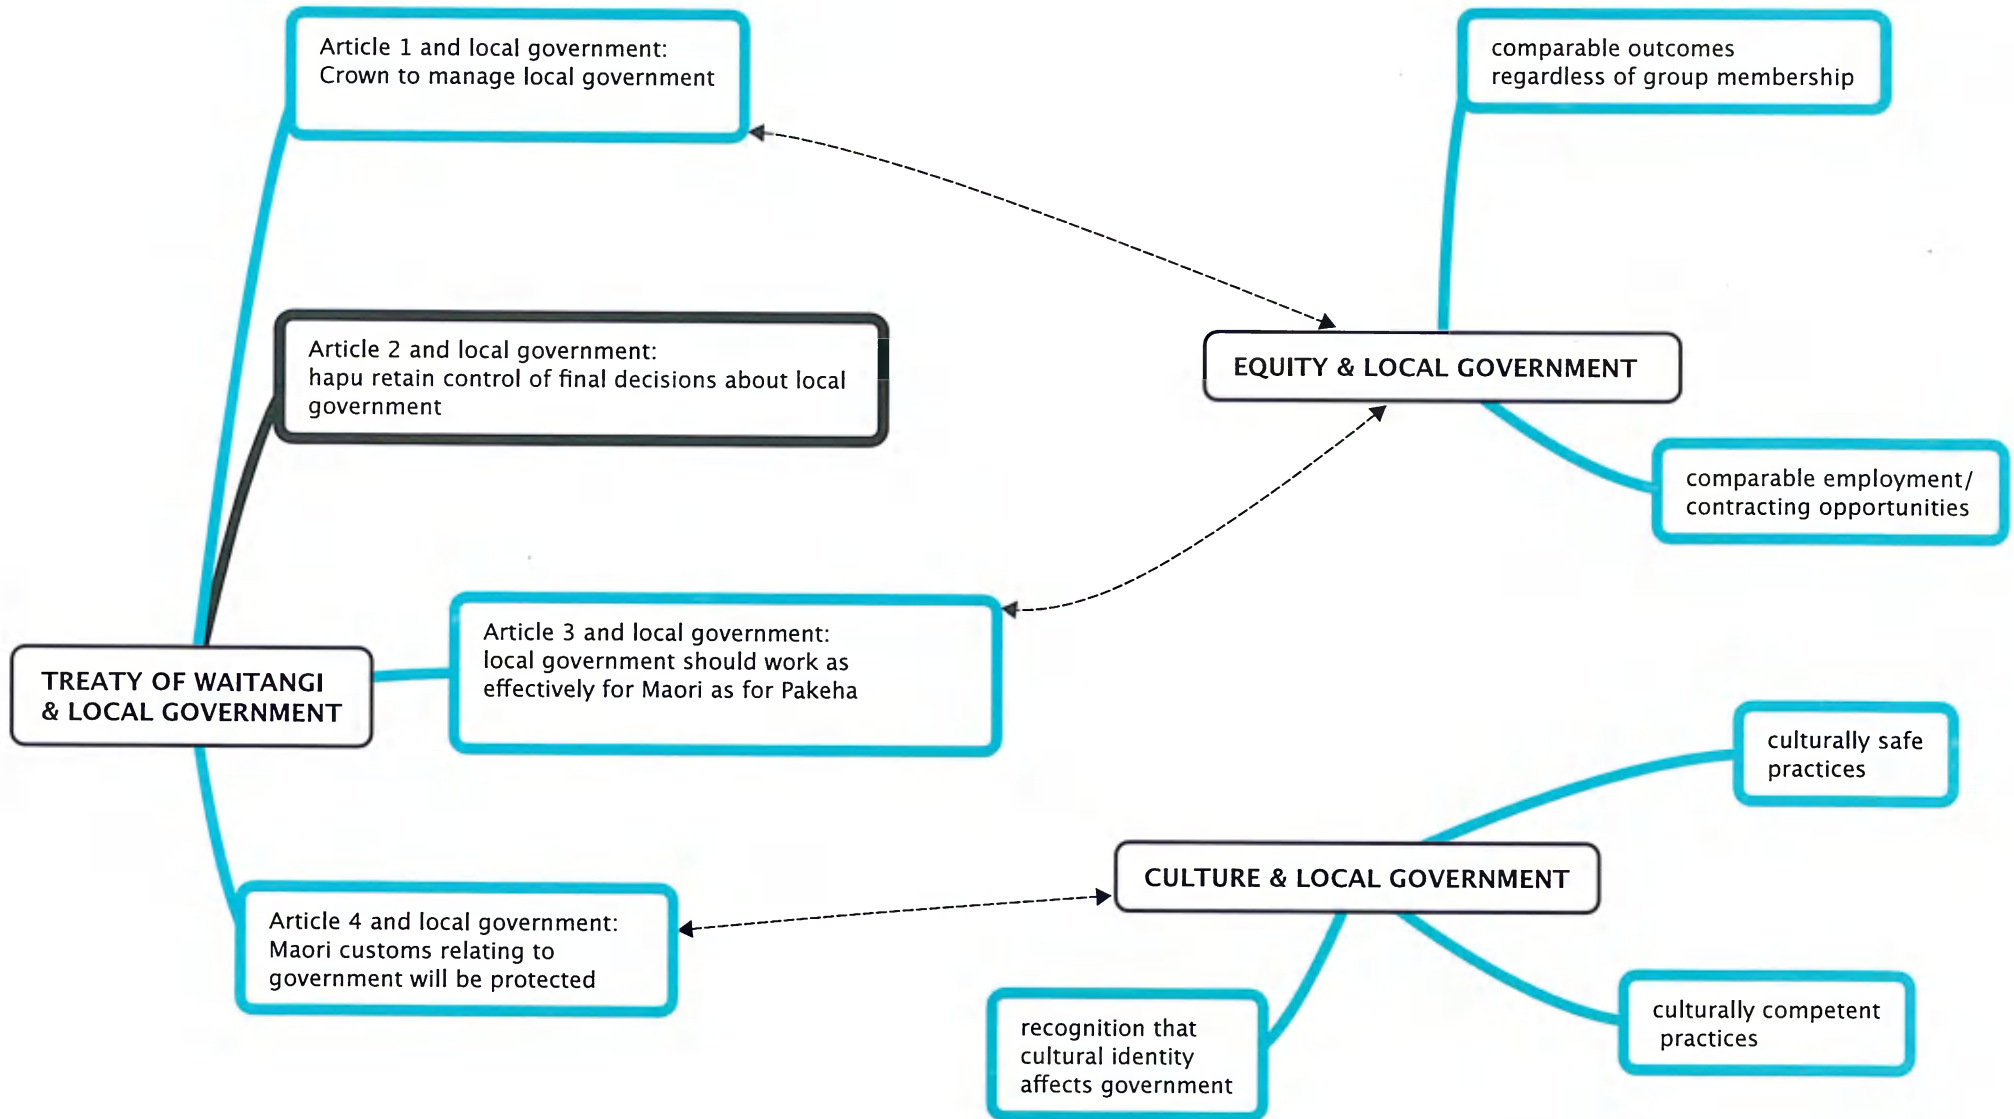 Article 1 and local government:
Crown to manage local government
comparable outcomes
regardless of group membership
Article 2 and local government:
hapu retain control of final decisions about local
government
EQUITY & LOCAL GOVERNMENT
comparable employment/
contracting opportunities
Article 3 and local government:
local government should work as
effectively for Maori as for Pakeha
TREATY OF WAITANGI
& LOCAL GOVERNMENT
culturally safe
practices
CULTURE & LOCAL GOVERNMENT
Article 4 and local government:
Maori customs relating to
government will be protected
culturally competent
practices
recognition that
cultural identity
affects government